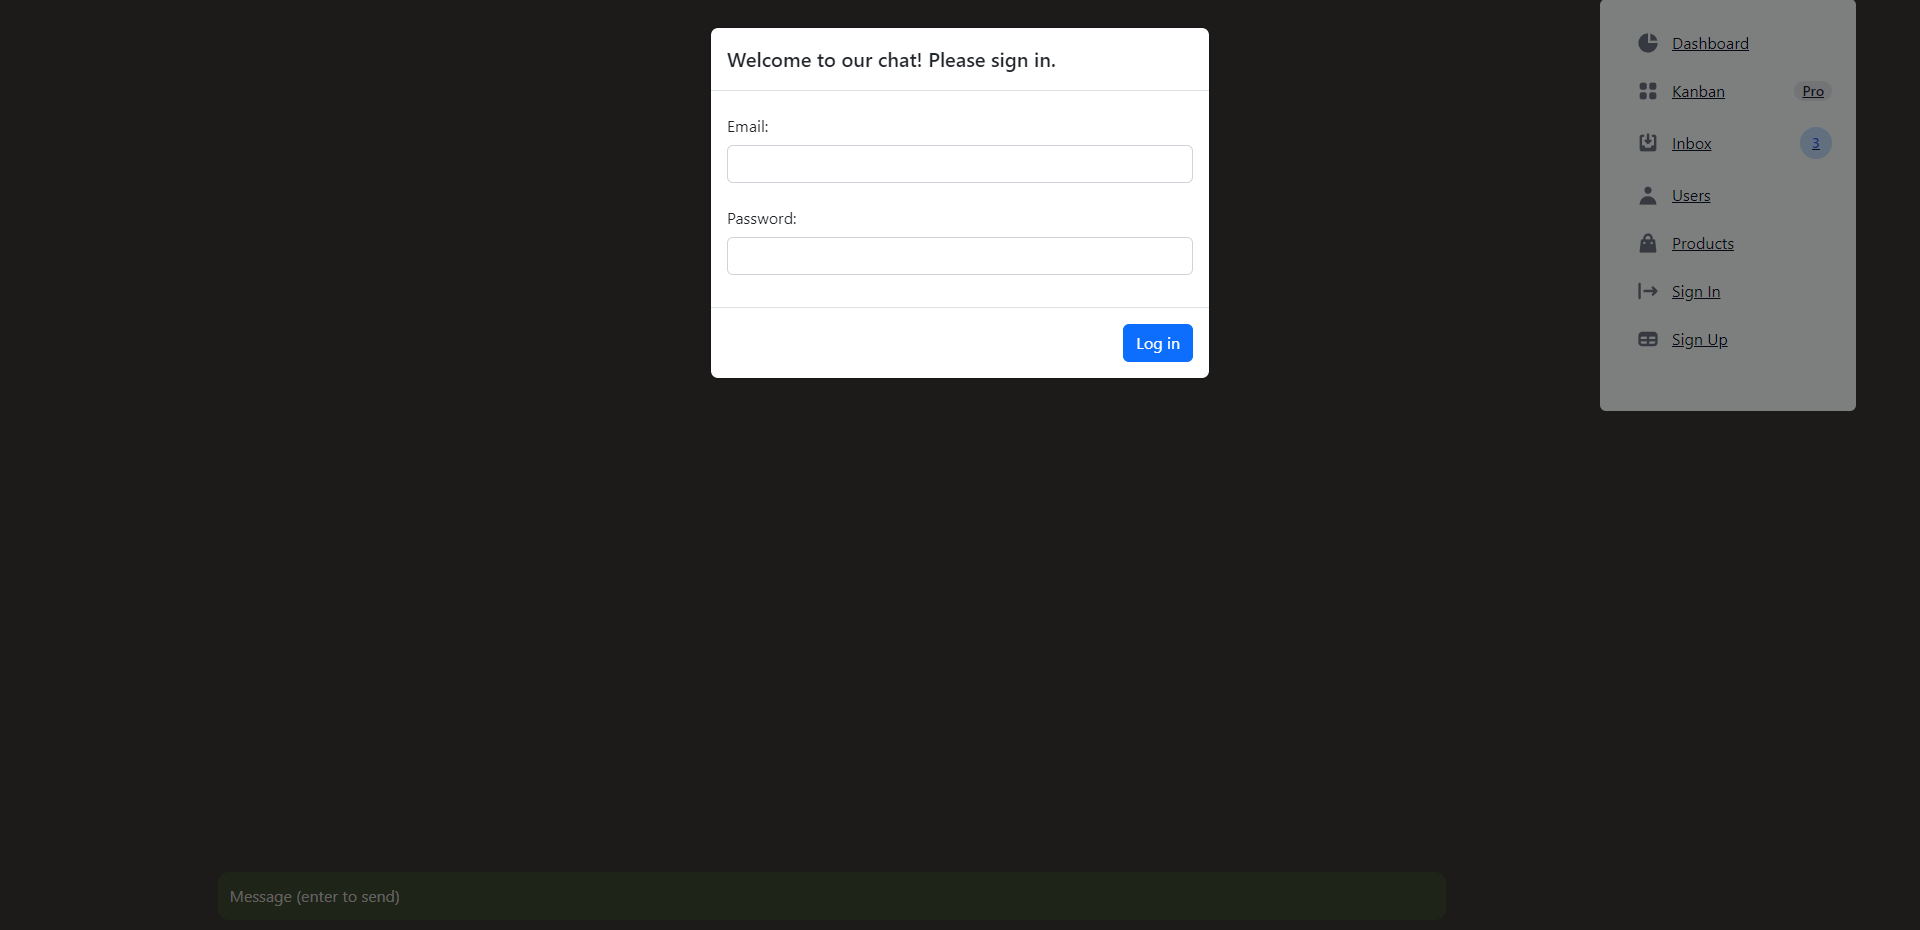 Welcome to our chat! Please sign in.
Email:
Password:
Log in
Dashboard
Kanban Pro
Inbox 3
Users
Products
Sign In
Sign Up
Message (enter to send)